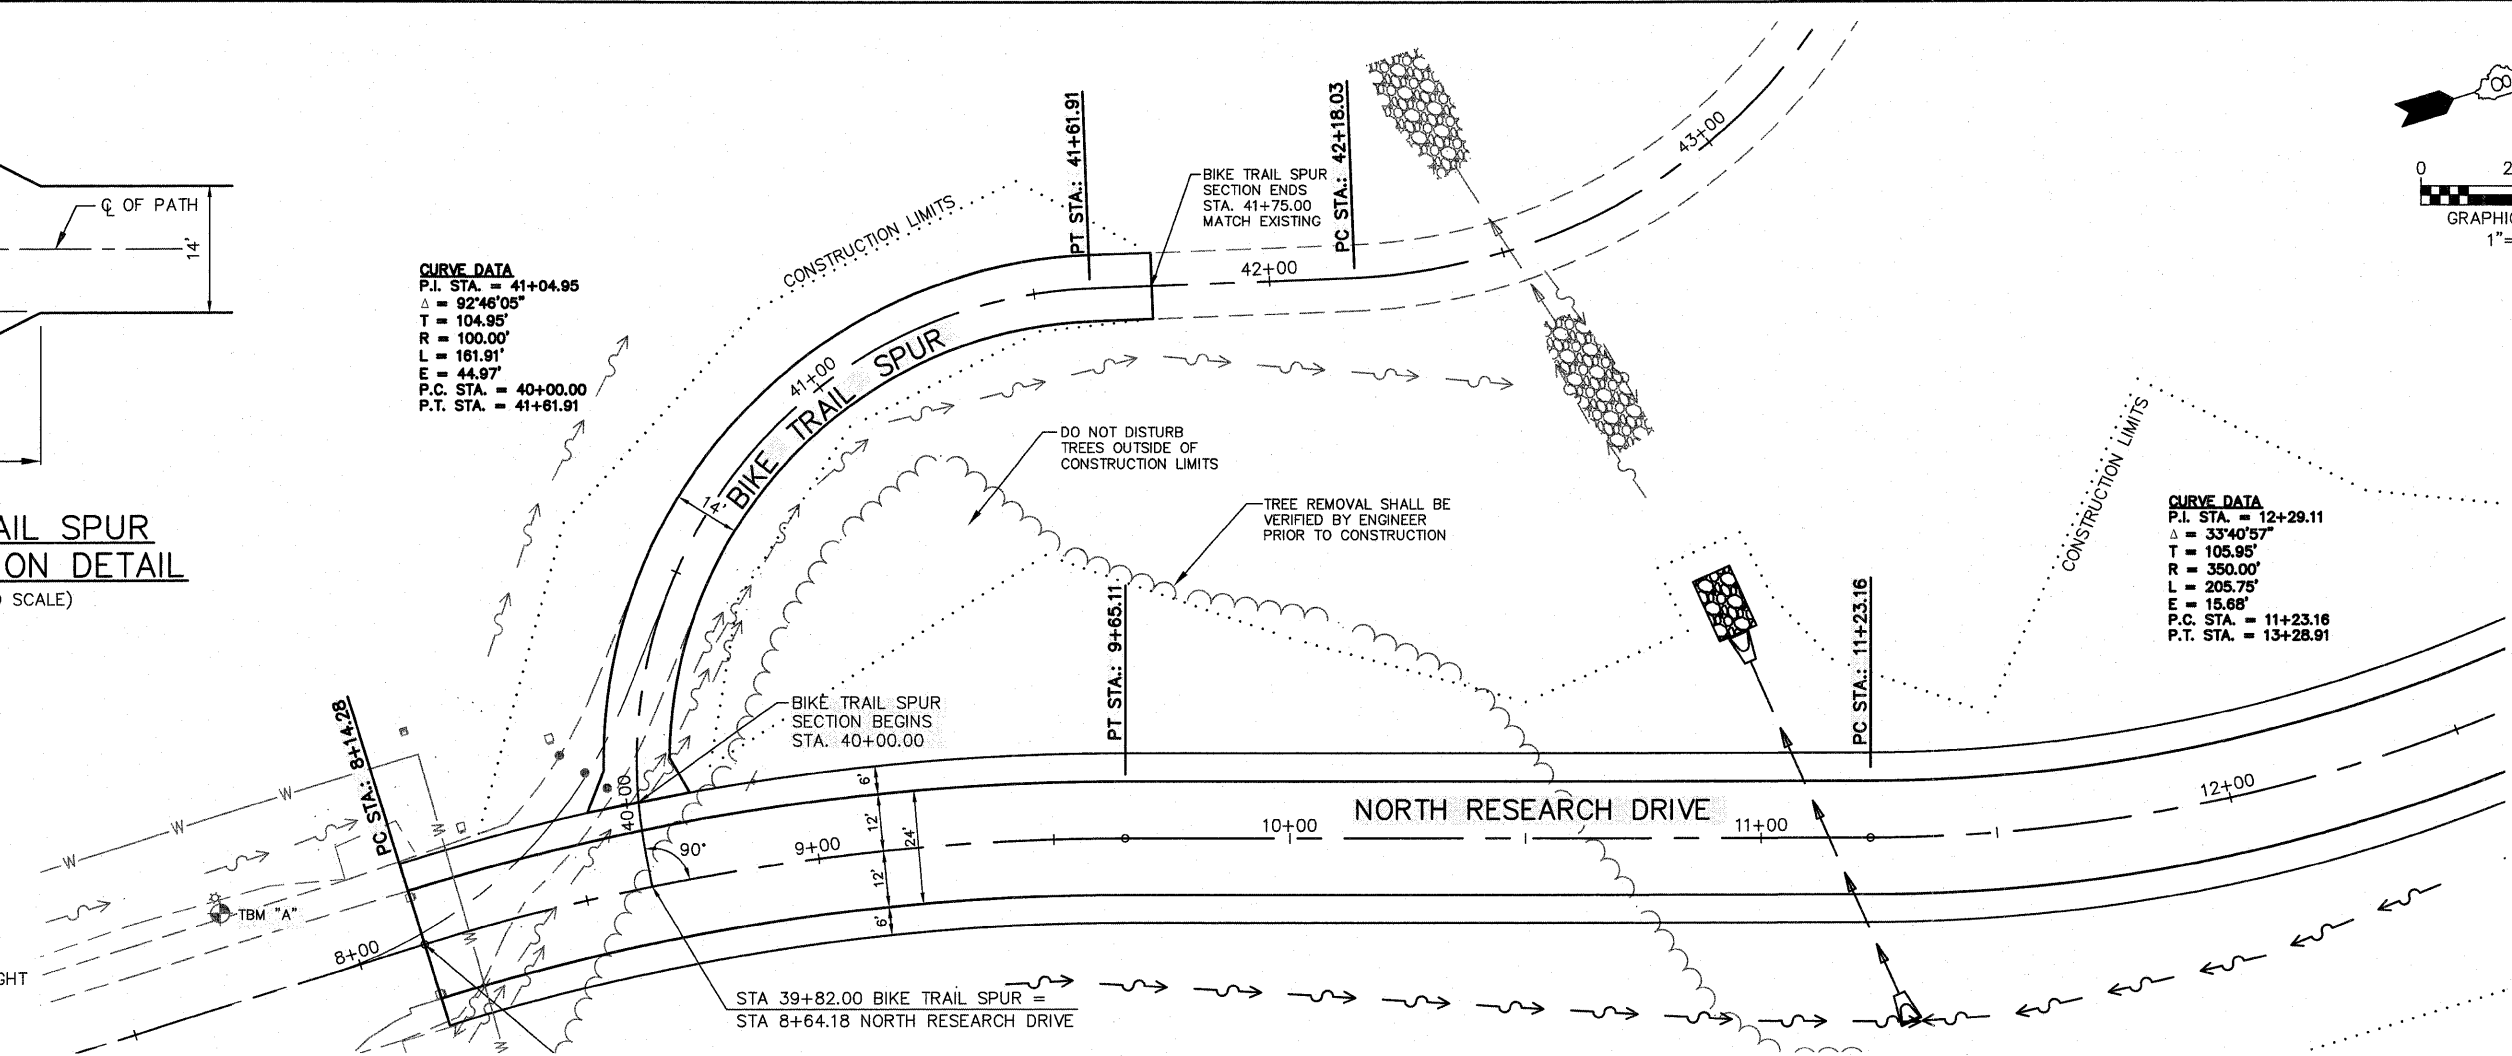 ℄ OF PATH
14'
AIL SPUR
ON DETAIL
SCALE)
CURVE DATA
P.I. STA. = 41+04.95
Δ = 92°46'05"
T = 104.95'
R = 100.00'
L = 161.91'
E = 44.97'
P.C. STA. = 40+00.00
P.T. STA. = 41+61.91
CONSTRUCTION LIMITS
PT STA.: 41+61.91
BIKE TRAIL SPUR
SECTION ENDS
STA. 41+75.00
MATCH EXISTING
PC STA.: 42+18.03
42+00
43+00
0
2
GRAPHIC
1"=
41+00
BIKE TRAIL SPUR
14'
DO NOT DISTURB
TREES OUTSIDE OF
CONSTRUCTION LIMITS
TREE REMOVAL SHALL BE
VERIFIED BY ENGINEER
PRIOR TO CONSTRUCTION
CONSTRUCTION LIMITS
CURVE DATA
P.I. STA. = 12+29.11
Δ = 33°40'57"
T = 105.95'
R = 350.00'
L = 205.75'
E = 15.68'
P.C. STA. = 11+23.16
P.T. STA. = 13+28.91
PT STA.: 9+65.11
PC STA.: 11+23.16
PC STA.: 8+14.28
BIKE TRAIL SPUR
SECTION BEGINS
STA. 40+00.00
40+00
90°
6'
12'
24'
12'
6'
8+00
9+00
10+00
NORTH RESEARCH DRIVE
11+00
12+00
W
W
W
W
W
W
W
TBM "A"
GHT
STA 39+82.00 BIKE TRAIL SPUR =
STA 8+64.18 NORTH RESEARCH DRIVE